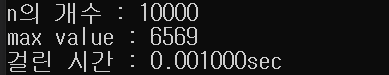 n의 개수 : 10000
max value : 6569
걸린 시간 : 0.001000sec